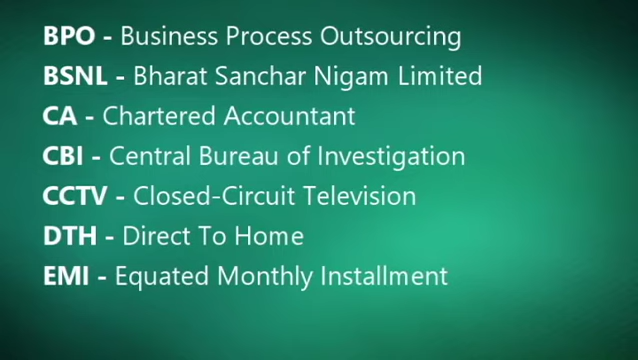 BPO - Business Process Outsourcing
BSNL - Bharat Sanchar Nigam Limited
CA - Chartered Accountant
CBI - Central Bureau of Investigation
CCTV - Closed-Circuit Television
DTH - Direct To Home
EMI - Equated Monthly Installment